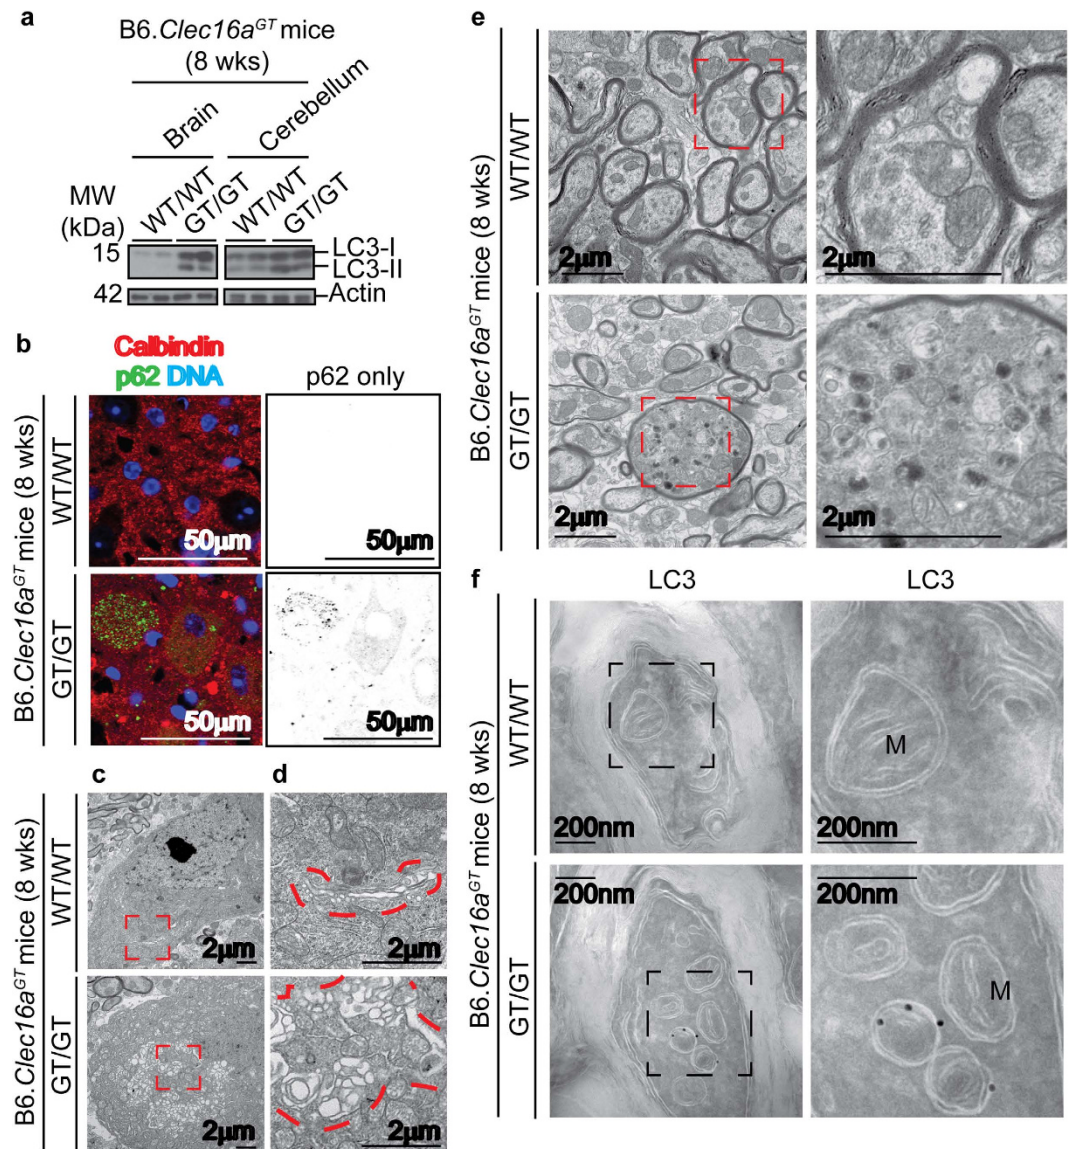 a
B6.Clec16aᴳᵀ mice
(8 wks)
Brain
Cerebellum
MW
(kDa)
WT/WT
GT/GT
WT/WT
GT/GT
15
LC3-I
LC3-II
42
Actin
b
Calbindin
p62 DNA
p62 only
B6.Clec16aᴳᵀ mice (8 wks)
WT/WT
50µm
50µm
GT/GT
50µm
50µm
c
d
B6.Clec16aᴳᵀ mice (8 wks)
WT/WT
2µm
2µm
GT/GT
2µm
2µm
e
B6.Clec16aᴳᵀ mice (8 wks)
WT/WT
2µm
2µm
GT/GT
2µm
2µm
f
LC3
LC3
B6.Clec16aᴳᵀ mice (8 wks)
WT/WT
M
200nm
200nm
GT/GT
200nm
200nm
M